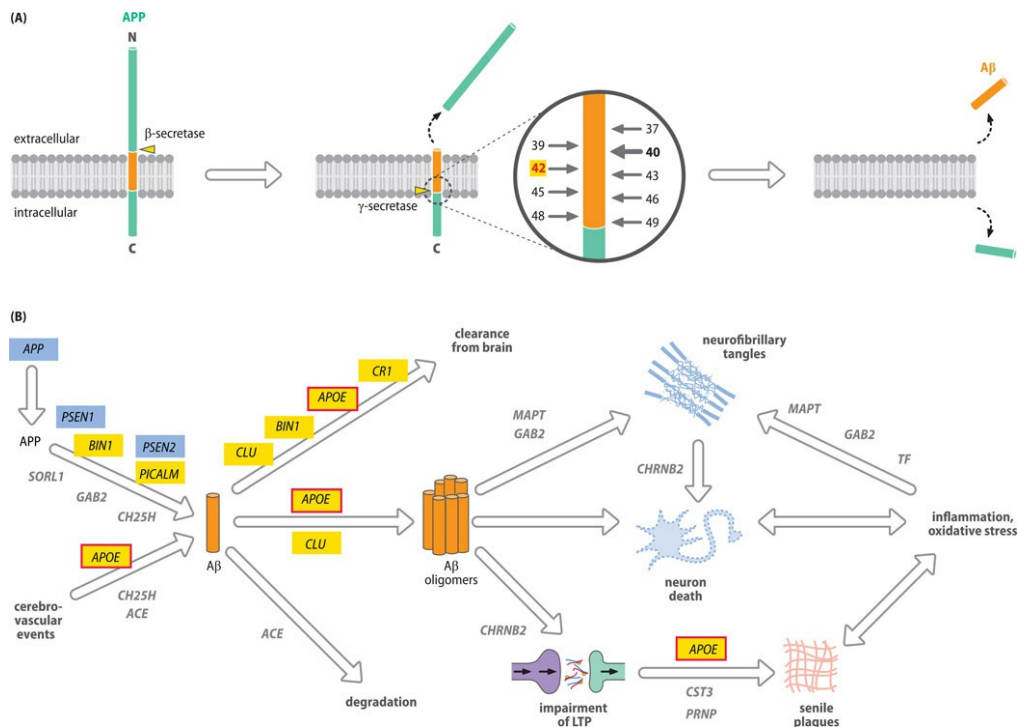 (A)
APP
N
Aβ
β-secretase
extracellular
intracellular
γ-secretase
C
C
37
39
40
42
43
45
46
48
49
(B)
clearance
from brain
neurofibrillary
tangles
APP
CR1
APOE
PSEN1
BIN1
MAPT
GAB2
MAPT
GAB2
TF
APP
BIN1
PSEN2
CLU
PICALM
SORL1
GAB2
CH25H
CHRNB2
APOE
CLU
Aβ
Aβ
oligomers
neuron
death
inflammation,
oxidative stress
APOE
CH25H
ACE
cerebro-
vascular
events
ACE
CHRNB2
APOE
CST3
PRNP
degradation
impairment
of LTP
senile
plaques